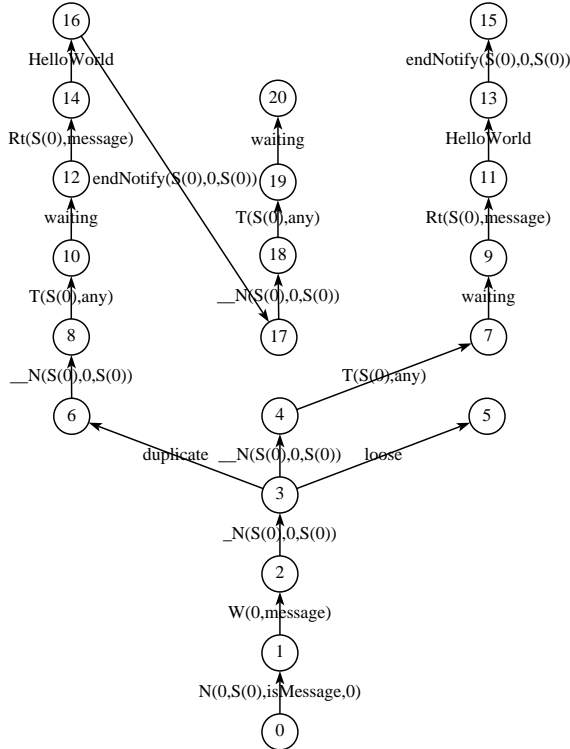 16 15
HelloWorld endNotify(S(0),0,S(0))
14 20 13
Rt(S(0),message) waiting HelloWorld
12 endNotify(S(0),0,S(0)) 19 11
waiting T(S(0),any) Rt(S(0),message)
10 18 9
T(S(0),any) __N(S(0),0,S(0)) waiting
8 17 7
__N(S(0),0,S(0)) T(S(0),any)
6 4 5
duplicate __N(S(0),0,S(0)) loose
3
_N(S(0),0,S(0))
2
W(0,message)
1
N(0,S(0),isMessage,0)
0